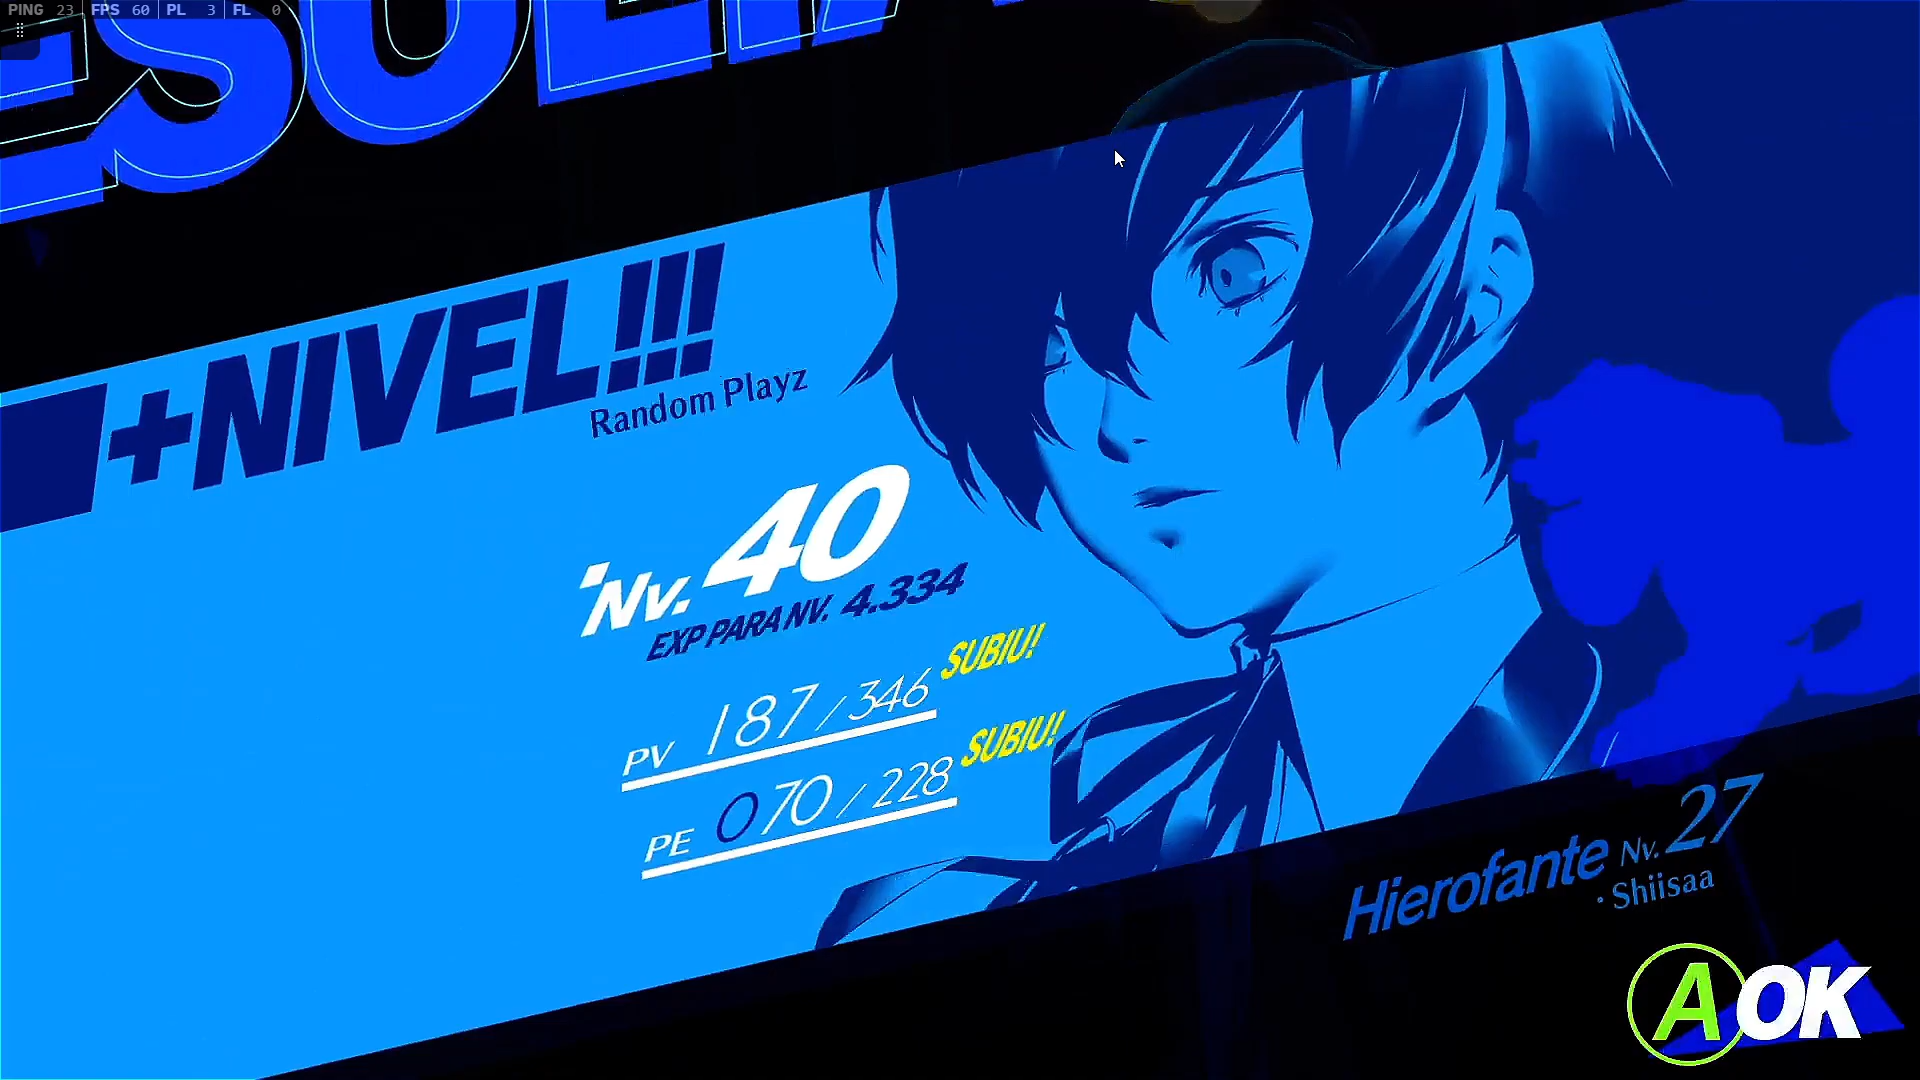 PING 23 FPS 60 PL 3 FL 0
+NIVEL!!!
Random Playz
Nv. 40
EXP PARA NV. 4.334
SUBIU!
PV 187/346
SUBIU!
PE 070/228
Hierofante Nv. 27
Shiisaa
A OK